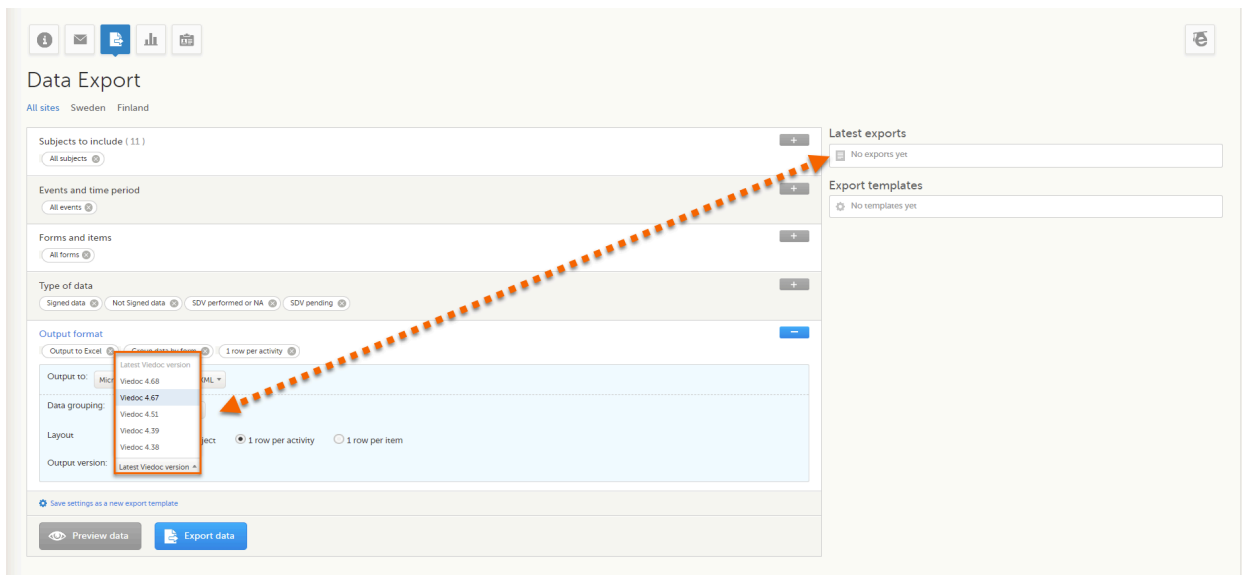 Data Export
All sites Sweden Finland
Subjects to include ( 11 )
All subjects
Events and time period
All events
Forms and items
All forms
Type of data
Signed data Not Signed data SDV performed or NA SDV pending
Output format
Output to Excel Group data by form 1 row per activity
Output to: XML
Data grouping:
Layout 1 row per activity 1 row per item
Output version: Latest Viedoc version
Latest Viedoc version
Viedoc 4.68
Viedoc 4.67
Viedoc 4.51
Viedoc 4.39
Viedoc 4.38
Save settings as a new export template
Preview data Export data
Latest exports
No exports yet
Export templates
No templates yet